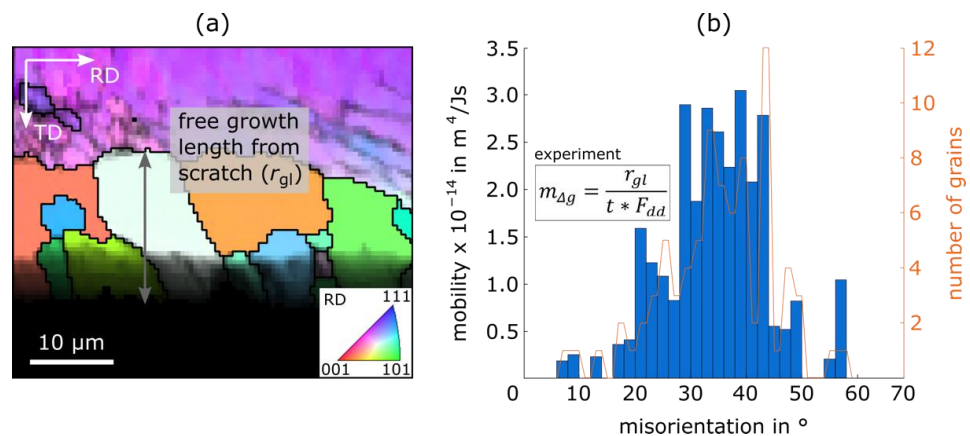 (a)
RD
TD
free growth
length from
scratch (r_gl)
10 µm
RD
111
001
101
(b)
mobility x 10⁻¹⁴ in m⁴/Js
3.5
3.0
2.5
2.0
1.5
1.0
0.5
experiment
m_Δg = r_gl / (t * F_dd)
12
10
8
6
4
2
number of grains
0 10 20 30 40 50 60 70
misorientation in °